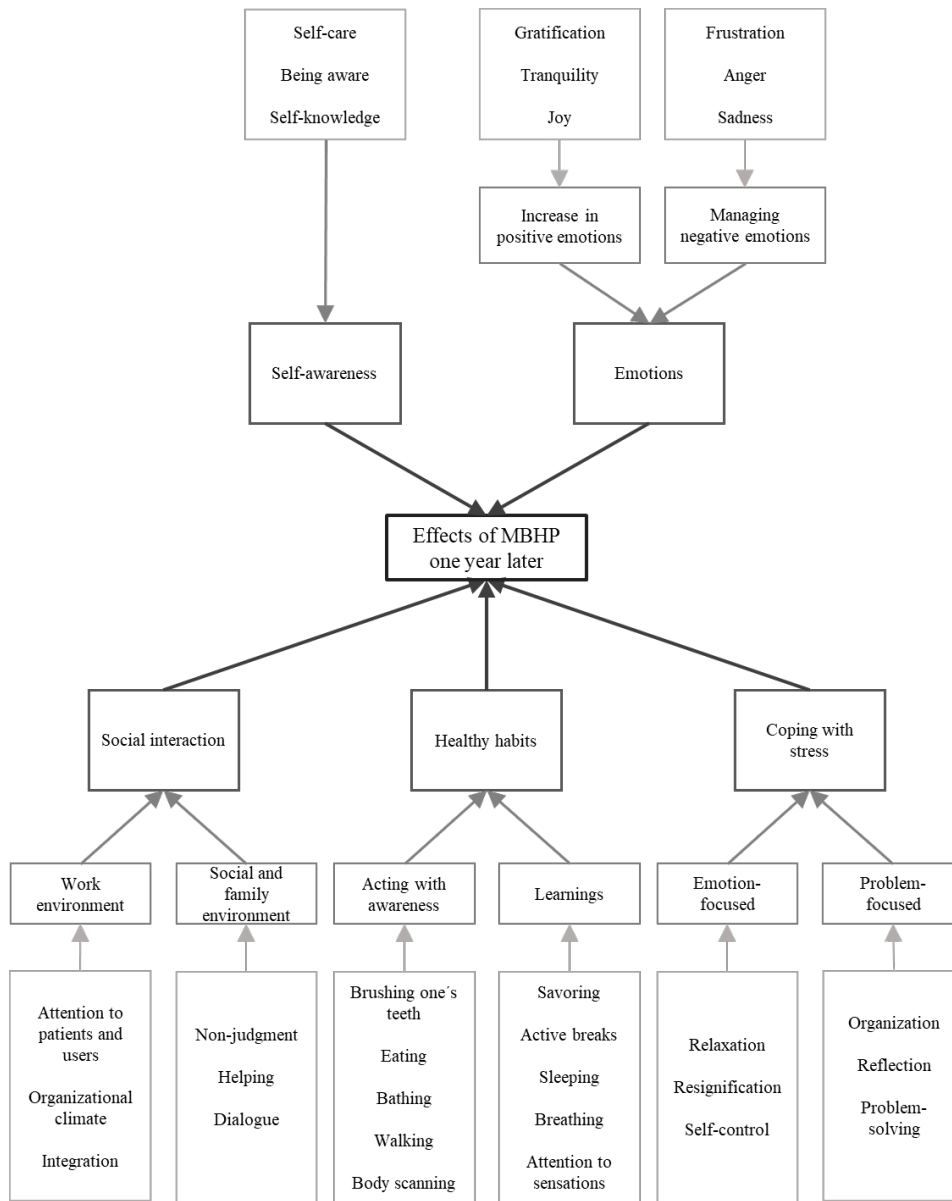 Self-care
Being aware
Self-knowledge
Gratification
Tranquility
Joy
Frustration
Anger
Sadness
Increase in
positive emotions
Managing
negative emotions
Self-awareness
Emotions
Effects of MBHP
one year later
Social interaction
Healthy habits
Coping with
stress
Work
environment
Social and
family
environment
Acting with
awareness
Learnings
Emotion-
focused
Problem-
focused
Attention to
patients and
users
Organizational
climate
Integration
Non-judgment
Helping
Dialogue
Brushing one´s
teeth
Eating
Bathing
Walking
Body scanning
Savoring
Active breaks
Sleeping
Breathing
Attention to
sensations
Relaxation
Resignification
Self-control
Organization
Reflection
Problem-
solving